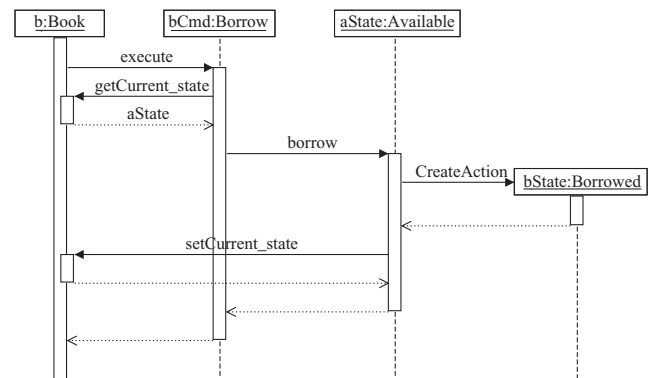 b:Book
bCmd:Borrow
aState:Available
execute
getCurrent_state
aState
borrow
CreateAction
bState:Borrowed
setCurrent_state